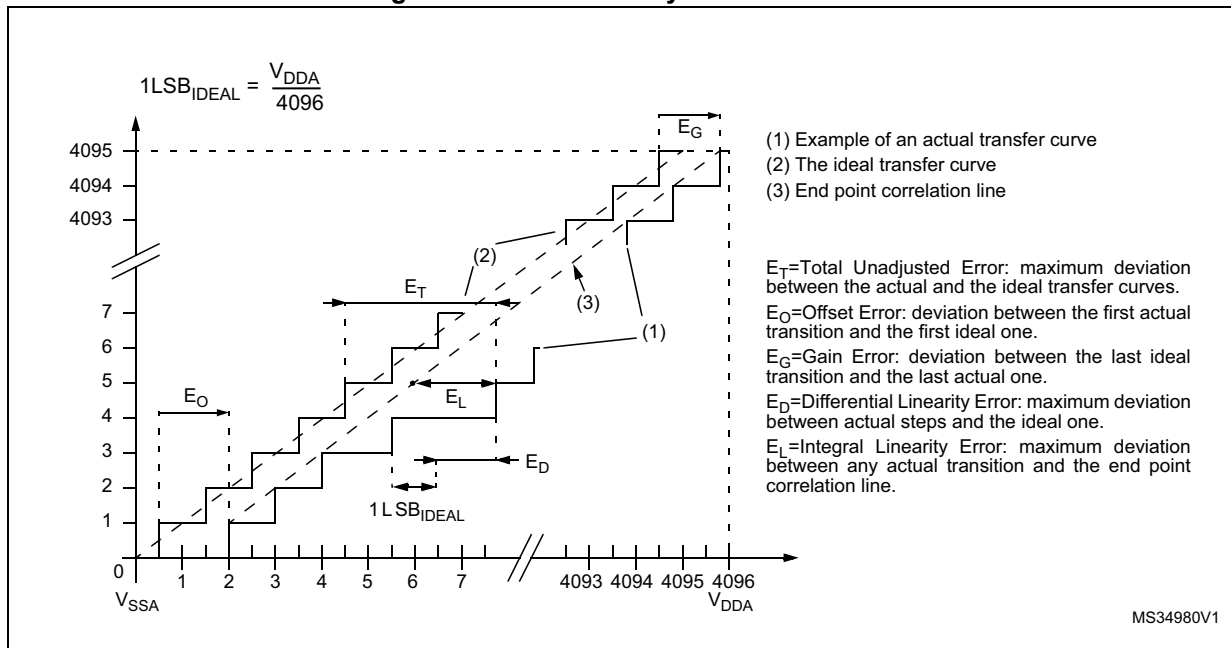 1LSB_IDEAL = V_DDA / 4096
E_G
4095
4094
4093
(1) Example of an actual transfer curve
(2) The ideal transfer curve
(3) End point correlation line
(2)
(3)
(1)
E_T
7
6
5
4
3
2
1
0
E_O
E_L
E_D
1 LSB_IDEAL
E_T=Total Unadjusted Error: maximum deviation
between the actual and the ideal transfer curves.
E_O=Offset Error: deviation between the first actual
transition and the first ideal one.
E_G=Gain Error: deviation between the last ideal
transition and the last actual one.
E_D=Differential Linearity Error: maximum deviation
between actual steps and the ideal one.
E_L=Integral Linearity Error: maximum deviation
between any actual transition and the end point
correlation line.
1 2 3 4 5 6 7 4093 4094 4095 4096
V_SSA V_DDA
MS34980V1